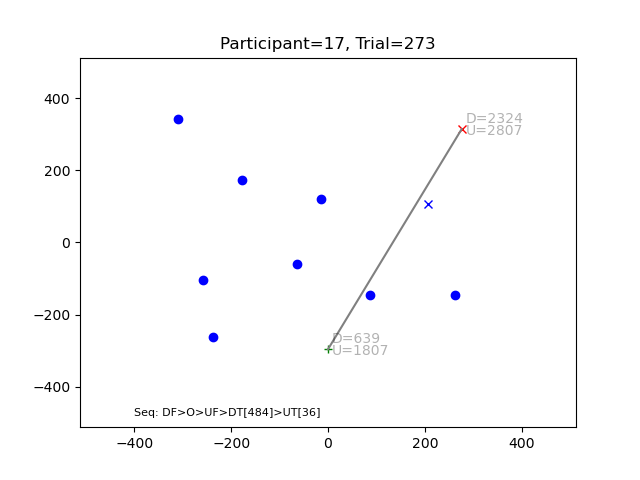 Participant=17, Trial=273
400
200
0
−200
−400
D=2324
U=2807
D=639
U=1807
Seq: DF>O>UF>DT[484]>UT[36]
−400
−200
0
200
400